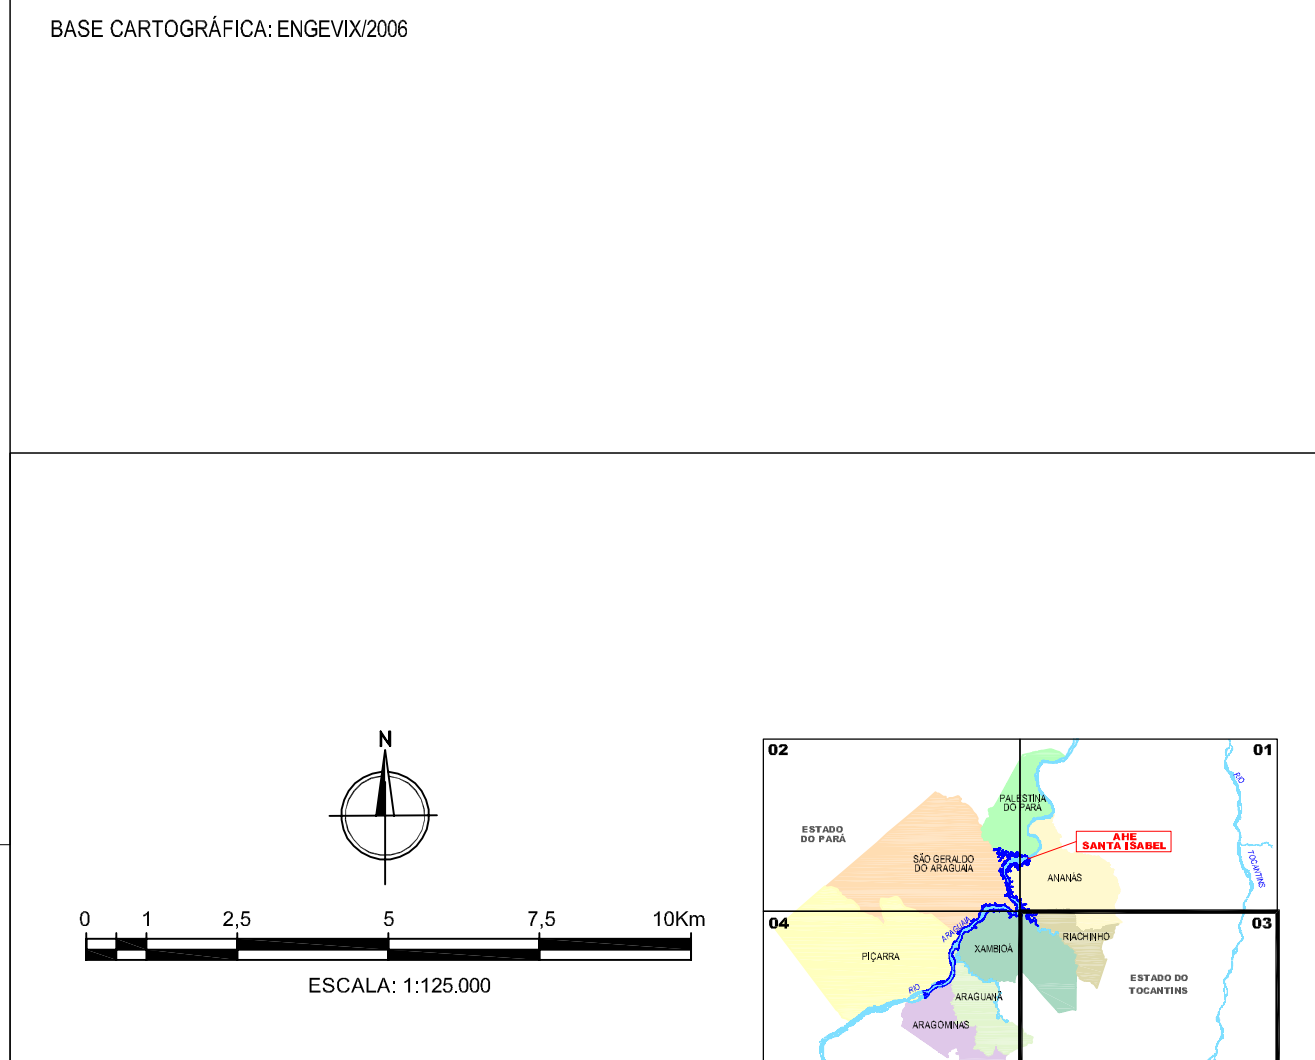 BASE CARTOGRÁFICA: ENGEVIX/2006
N
0 1 2,5 5 7,5 10Km
ESCALA: 1:125.000
02
01
RIO
PALESTINA
DO PARÁ
ESTADO
DO PARÁ
AHE
SANTA ISABEL
SÃO GERALDO
DO ARAGUAIA
ANANÁS
TOCANTINS
04
03
ARAGUAIA
RIACHINHO
XAMBIOÁ
PIÇARRA
ESTADO DO
TOCANTINS
RIO
ARAGUANÃ
ARAGOMINAS